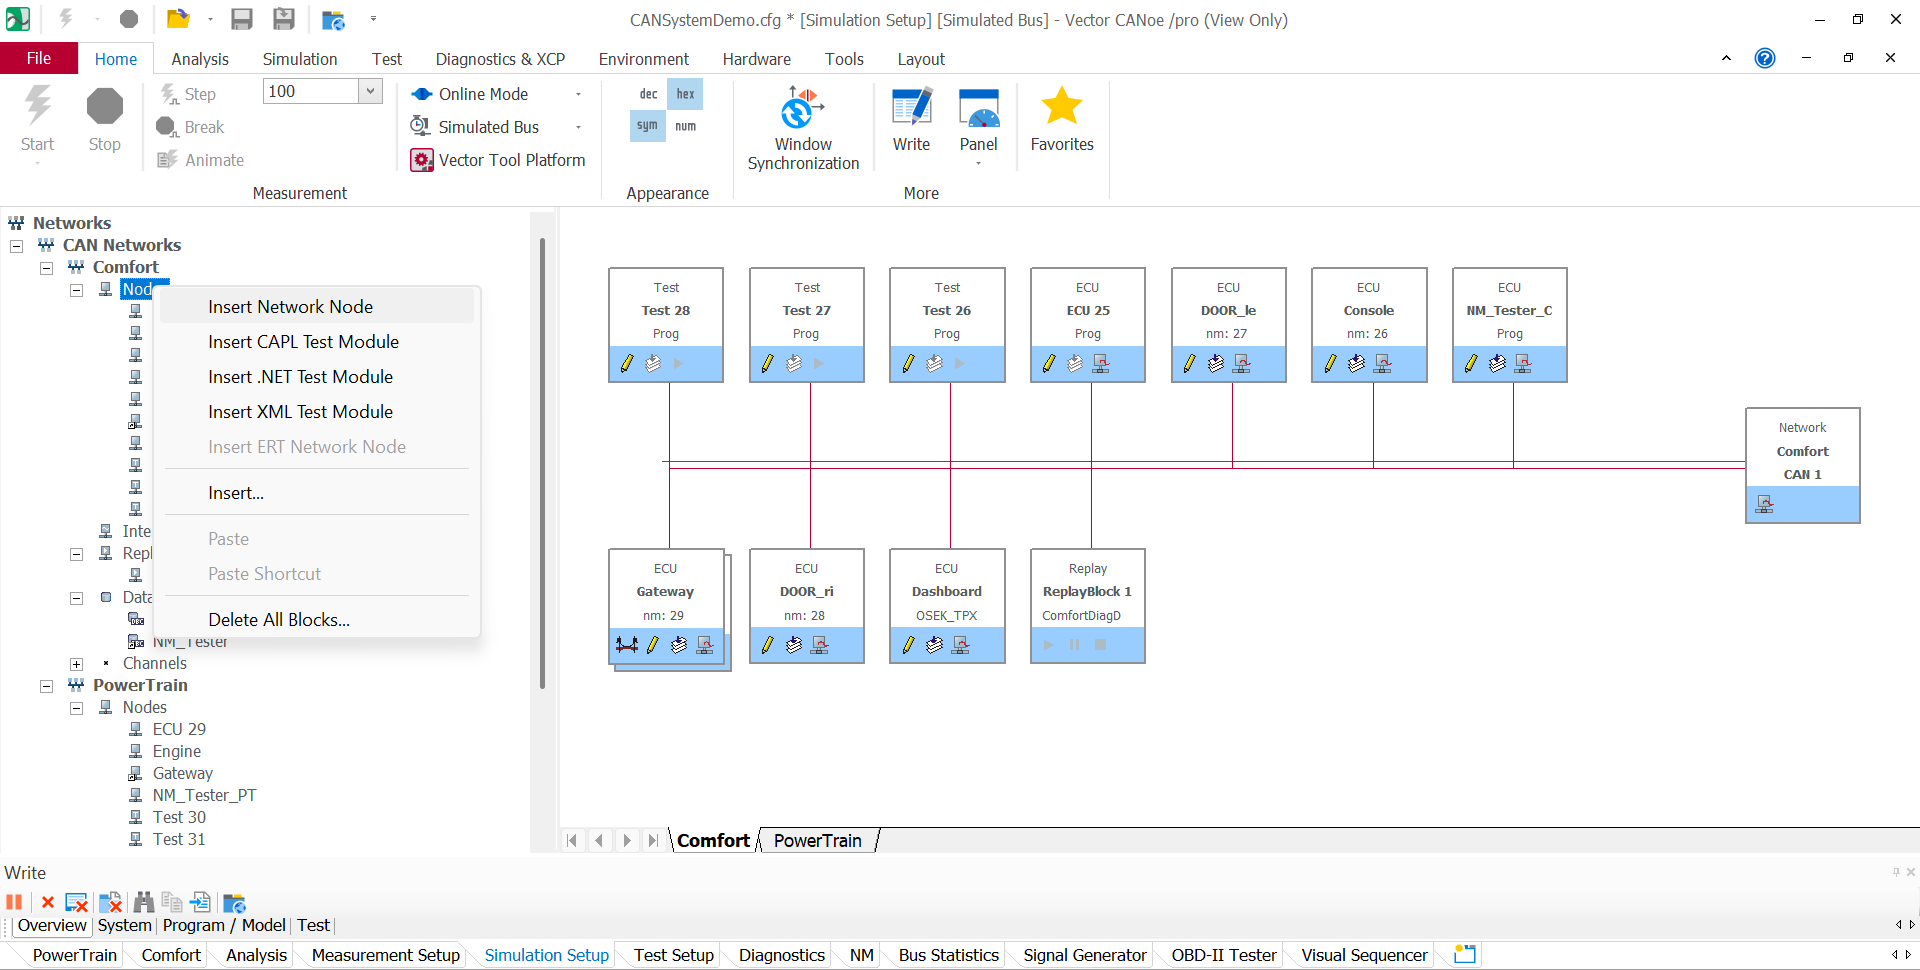 CANSystemDemo.cfg * [Simulation Setup] [Simulated Bus] - Vector CANoe /pro (View Only)
File
Home
Analysis
Simulation
Test
Diagnostics & XCP
Environment
Hardware
Tools
Layout
Start
Stop
Step
Break
Animate
100
Measurement
Online Mode
Simulated Bus
Vector Tool Platform
dec
hex
sym
num
Appearance
Window
Synchronization
Write
Panel
More
Favorites
Networks
CAN Networks
Comfort
Nod
Inte
Repl
Data
NM_Tester
Channels
PowerTrain
Nodes
ECU 29
Engine
Gateway
NM_Tester_PT
Test 30
Test 31
Insert Network Node
Insert CAPL Test Module
Insert .NET Test Module
Insert XML Test Module
Insert ERT Network Node
Insert...
Paste
Paste Shortcut
Delete All Blocks...
Test
Test 28
Prog
Test
Test 27
Prog
Test
Test 26
Prog
ECU
ECU 25
Prog
ECU
DOOR_le
nm: 27
ECU
Console
nm: 26
ECU
NM_Tester_C
Prog
Network
Comfort
CAN 1
ECU
Gateway
nm: 29
ECU
DOOR_ri
nm: 28
ECU
Dashboard
OSEK_TPX
Replay
ReplayBlock 1
ComfortDiagD
Comfort
PowerTrain
Write
Overview
System
Program / Model
Test
PowerTrain
Comfort
Analysis
Measurement Setup
Simulation Setup
Test Setup
Diagnostics
NM
Bus Statistics
Signal Generator
OBD-II Tester
Visual Sequencer